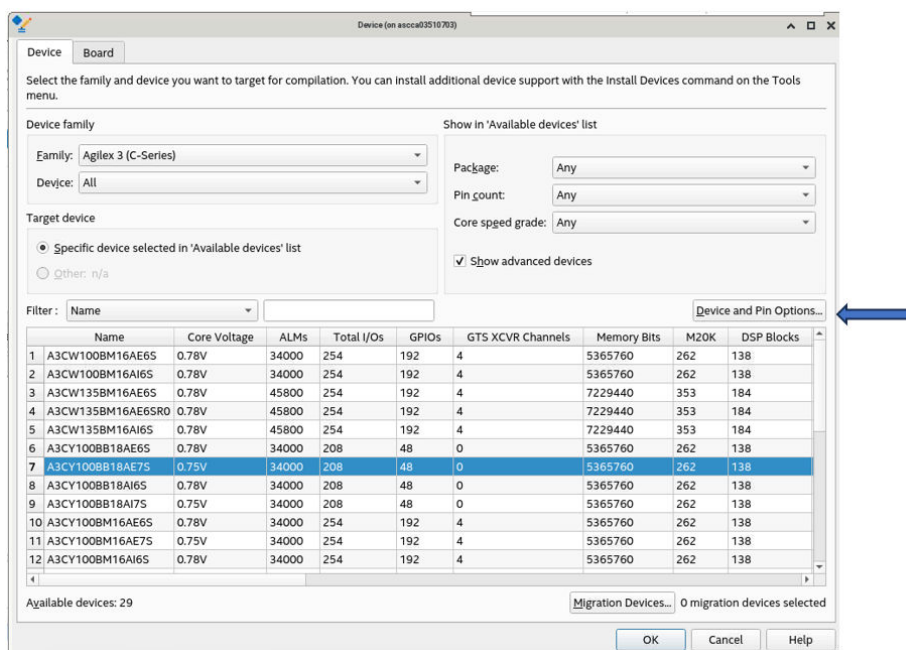 Device (on ascca03510703)
Device Board
Select the family and device you want to target for compilation. You can install additional device support with the Install Devices command on the Tools
menu.
Device family
Family: Agilex 3 (C-Series)
Device: All
Target device
Specific device selected in 'Available devices' list
Other: n/a
Show in 'Available devices' list
Package: Any
Pin count: Any
Core speed grade: Any
Show advanced devices
Filter : Name
Device and Pin Options...
Name Core Voltage ALMs Total I/Os GPIOs GTS XCVR Channels Memory Bits M20K DSP Blocks
1 A3CW100BM16AE6S 0.78V 34000 254 192 4 5365760 262 138
2 A3CW100BM16AI6S 0.78V 34000 254 192 4 5365760 262 138
3 A3CW135BM16AE6S 0.78V 45800 254 192 4 7229440 353 184
4 A3CW135BM16AE6SR0 0.78V 45800 254 192 4 7229440 353 184
5 A3CW135BM16AI6S 0.78V 45800 254 192 4 7229440 353 184
6 A3CY100BB18AE6S 0.78V 34000 208 48 0 5365760 262 138
7 A3CY100BB18AE7S 0.75V 34000 208 48 0 5365760 262 138
8 A3CY100BB18AI6S 0.78V 34000 208 48 0 5365760 262 138
9 A3CY100BB18AI7S 0.75V 34000 208 48 0 5365760 262 138
10 A3CY100BM16AE6S 0.78V 34000 254 192 4 5365760 262 138
11 A3CY100BM16AE7S 0.75V 34000 254 192 4 5365760 262 138
12 A3CY100BM16AI6S 0.78V 34000 254 192 4 5365760 262 138
Available devices: 29
Migration Devices... 0 migration devices selected
OK Cancel Help